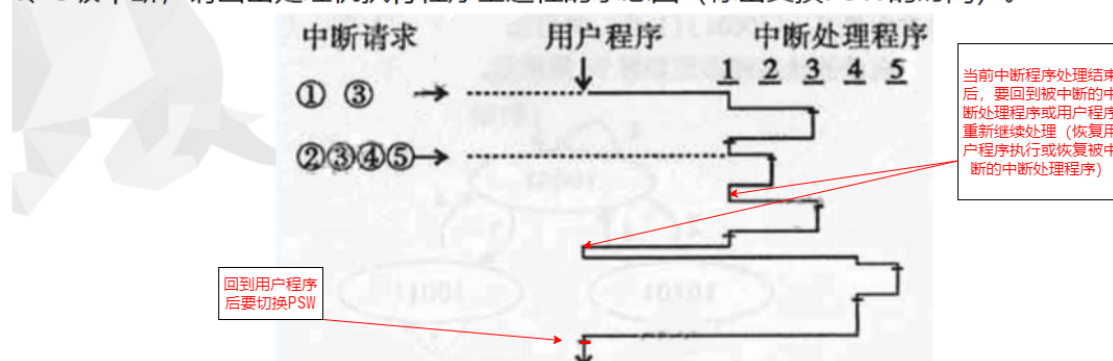 中断请求 用户程序 中断处理程序
1 2 3 4 5
① ③
②③④⑤
当前中断程序处理结束
后，要回到被中断的中
断处理程序或用户程序
重新继续处理（恢复用
户程序执行或恢复被中
断的中断处理程序）
回到用户程序
后要切换PSW